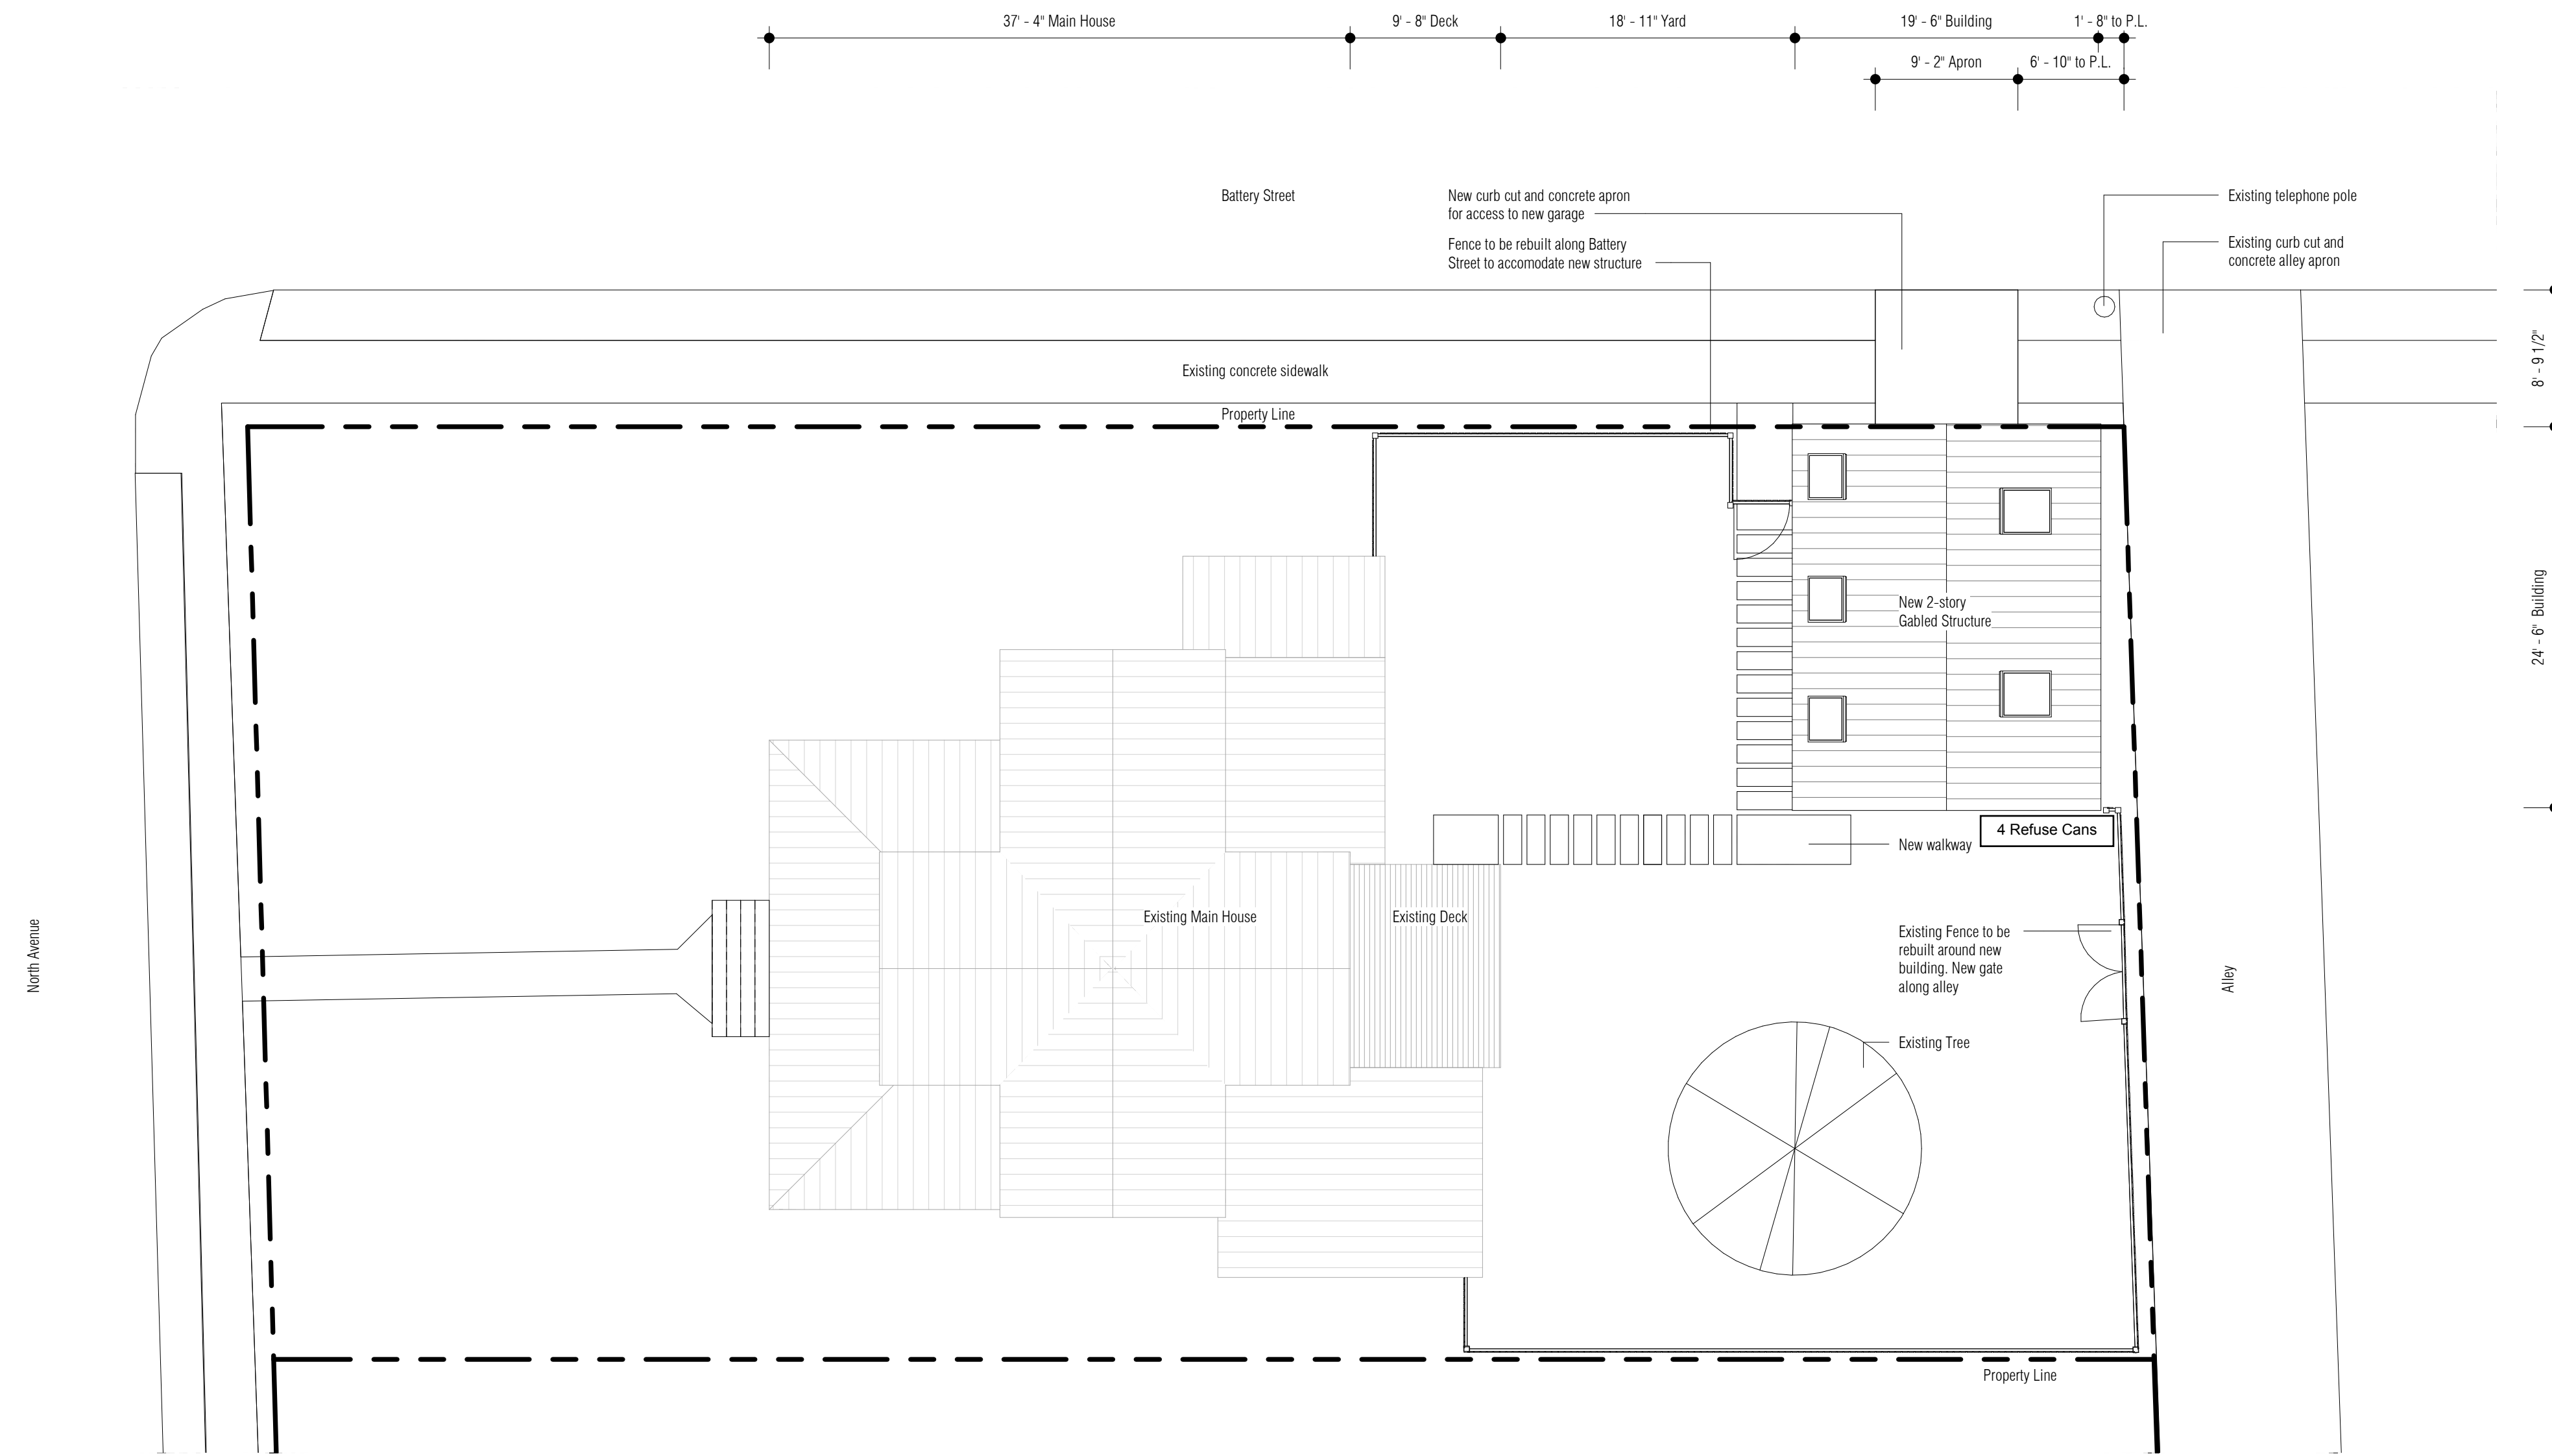 37' - 4" Main House
9' - 8" Deck
18' - 11" Yard
19' - 6" Building
1' - 8" to P.L.
9' - 2" Apron
6' - 10" to P.L.
Battery Street
New curb cut and concrete apron
for access to new garage
Fence to be rebuilt along Battery
Street to accomodate new structure
Existing telephone pole
Existing curb cut and
concrete alley apron
8' - 9 1/2"
Existing concrete sidewalk
Property Line
24' - 6" Building
New 2-story
Gabled Structure
4 Refuse Cans
New walkway
Existing Main House
Existing Deck
Existing Fence to be
rebuilt around new
building. New gate
along alley
North Avenue
Alley
Existing Tree
Property Line